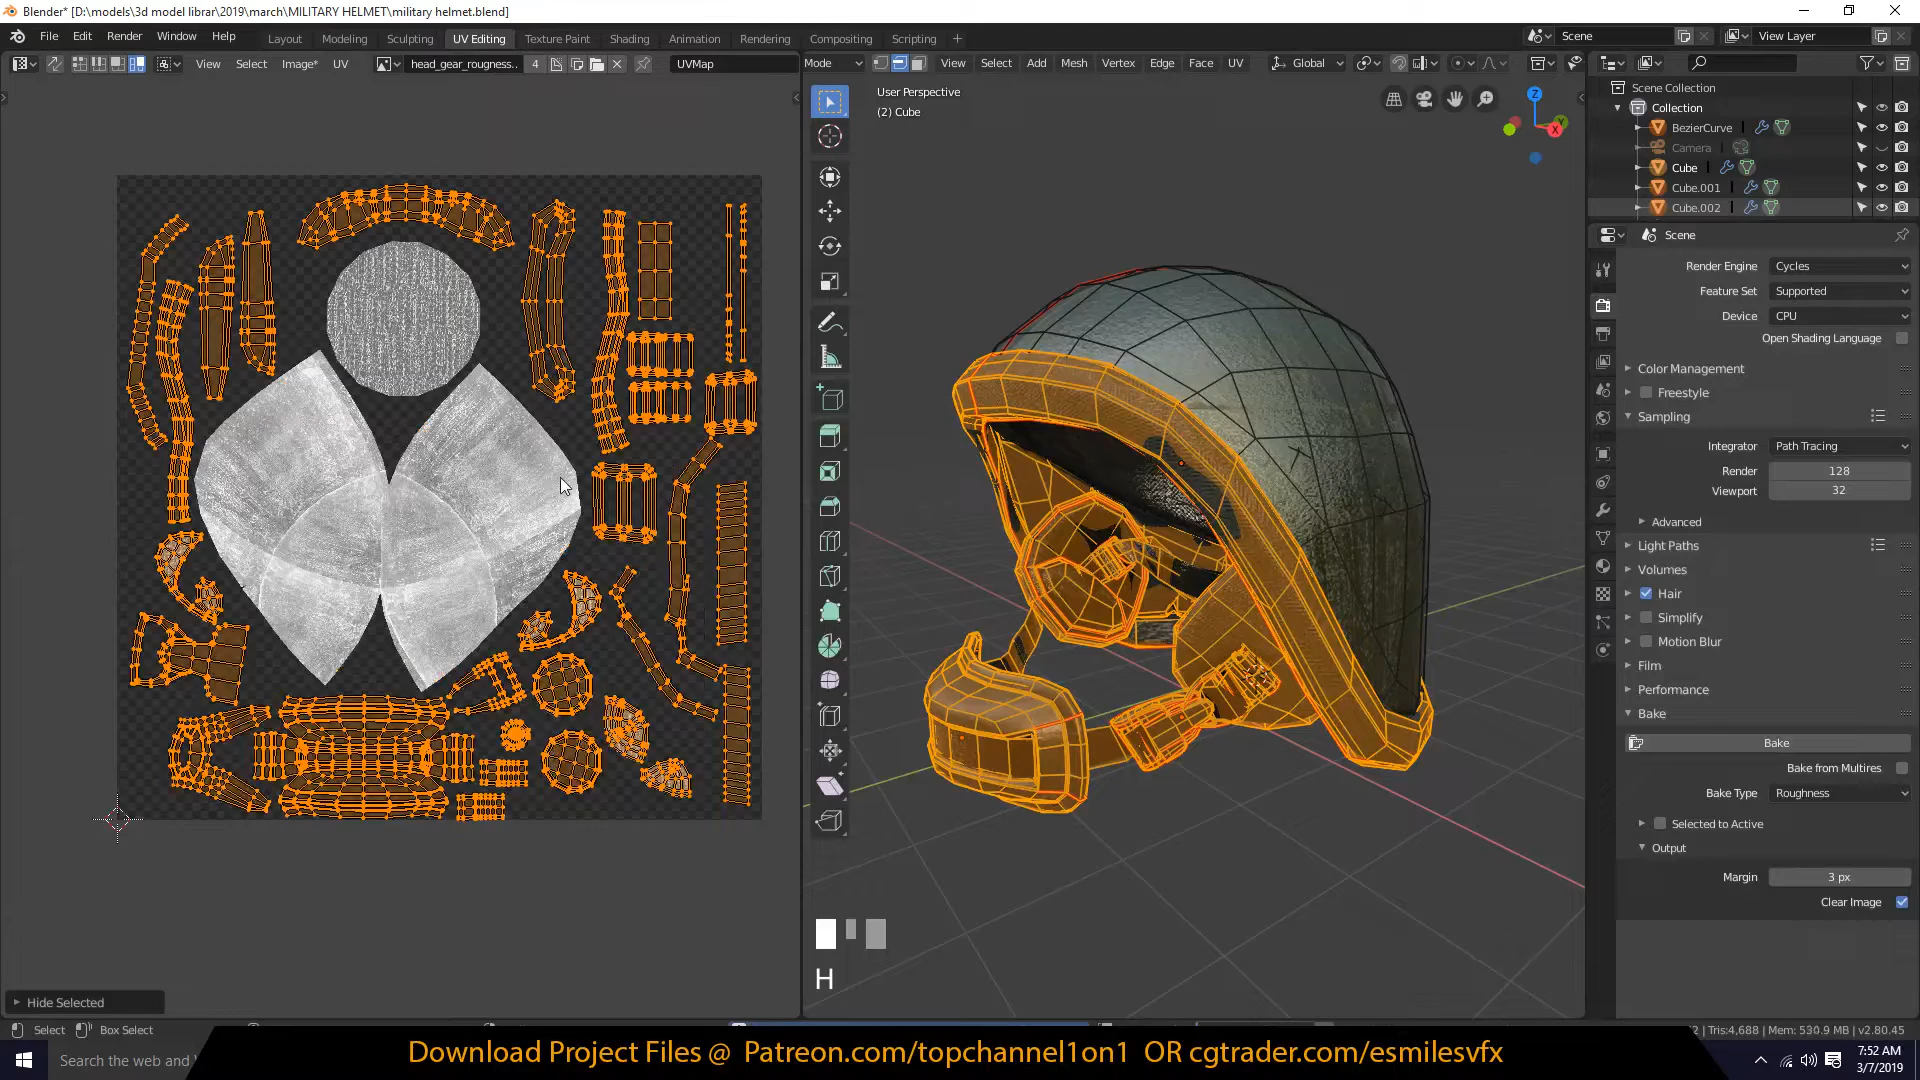 Blender* [D:\models\3d model librar\2019\march\MILITARY HELMET\military helmet.blend]
File Edit Render Window Help Layout Modeling Sculpting UV Editing Texture Paint Shading Animation Rendering Compositing Scripting + Scene View Layer
View Select Image* UV head_gear_rougness.. 4 UVMap
Mode View Select Add Mesh Vertex Edge Face UV Global
User Perspective
(2) Cube
Z
Y
X
Scene Collection
Collection
BezierCurve
Camera
Cube
Cube.001
Cube.002
Scene
Render Engine Cycles
Feature Set Supported
Device CPU
Open Shading Language
Color Management
Freestyle
Sampling
Integrator Path Tracing
Render 128
Viewport 32
Advanced
Light Paths
Volumes
Hair
Simplify
Motion Blur
Film
Performance
Bake
Bake
Bake from Multires
Bake Type Roughness
Selected to Active
Output
Margin 3 px
Clear Image
H
Hide Selected
Select Box Select
2 | Tris:4,688 | Mem: 530.9 MB | v2.80.45
Search the web and
Download Project Files @ Patreon.com/topchannel1on1 OR cgtrader.com/esmilesvfx
7:52 AM
3/7/2019